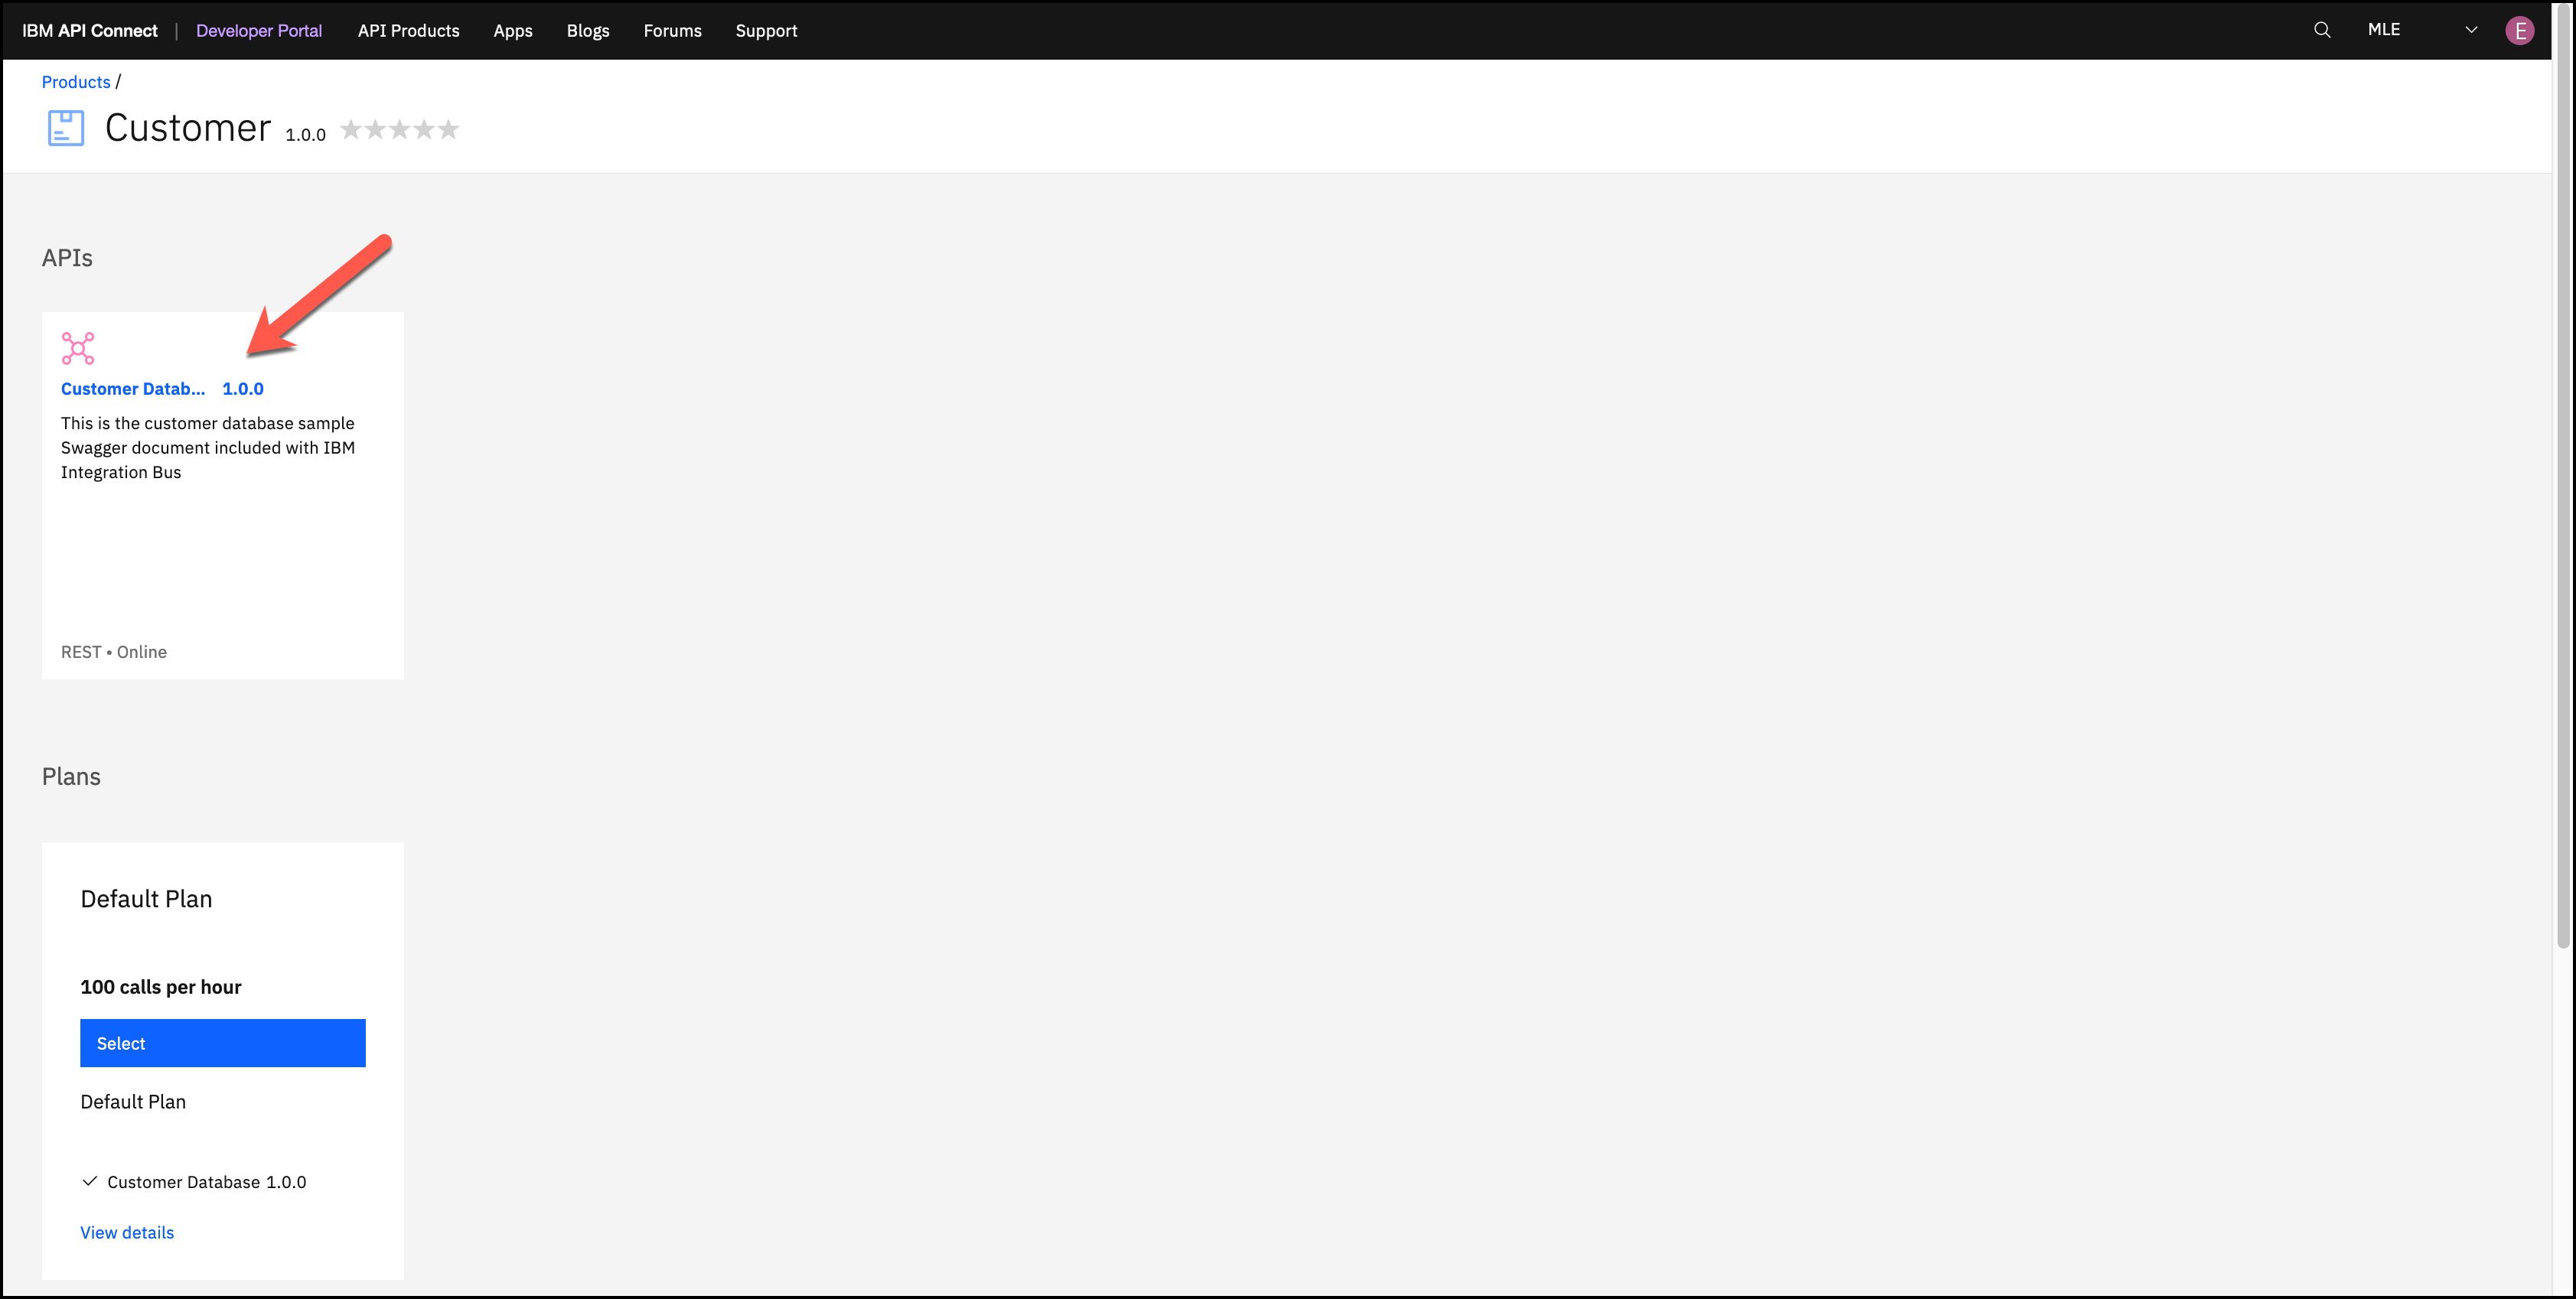 IBM API Connect | Developer Portal API Products Apps Blogs Forums Support MLE E
Products /
Customer 1.0.0
APIs
Customer Datab... 1.0.0
This is the customer database sample
Swagger document included with IBM
Integration Bus
REST • Online
Plans
Default Plan
100 calls per hour
Select
Default Plan
Customer Database 1.0.0
View details